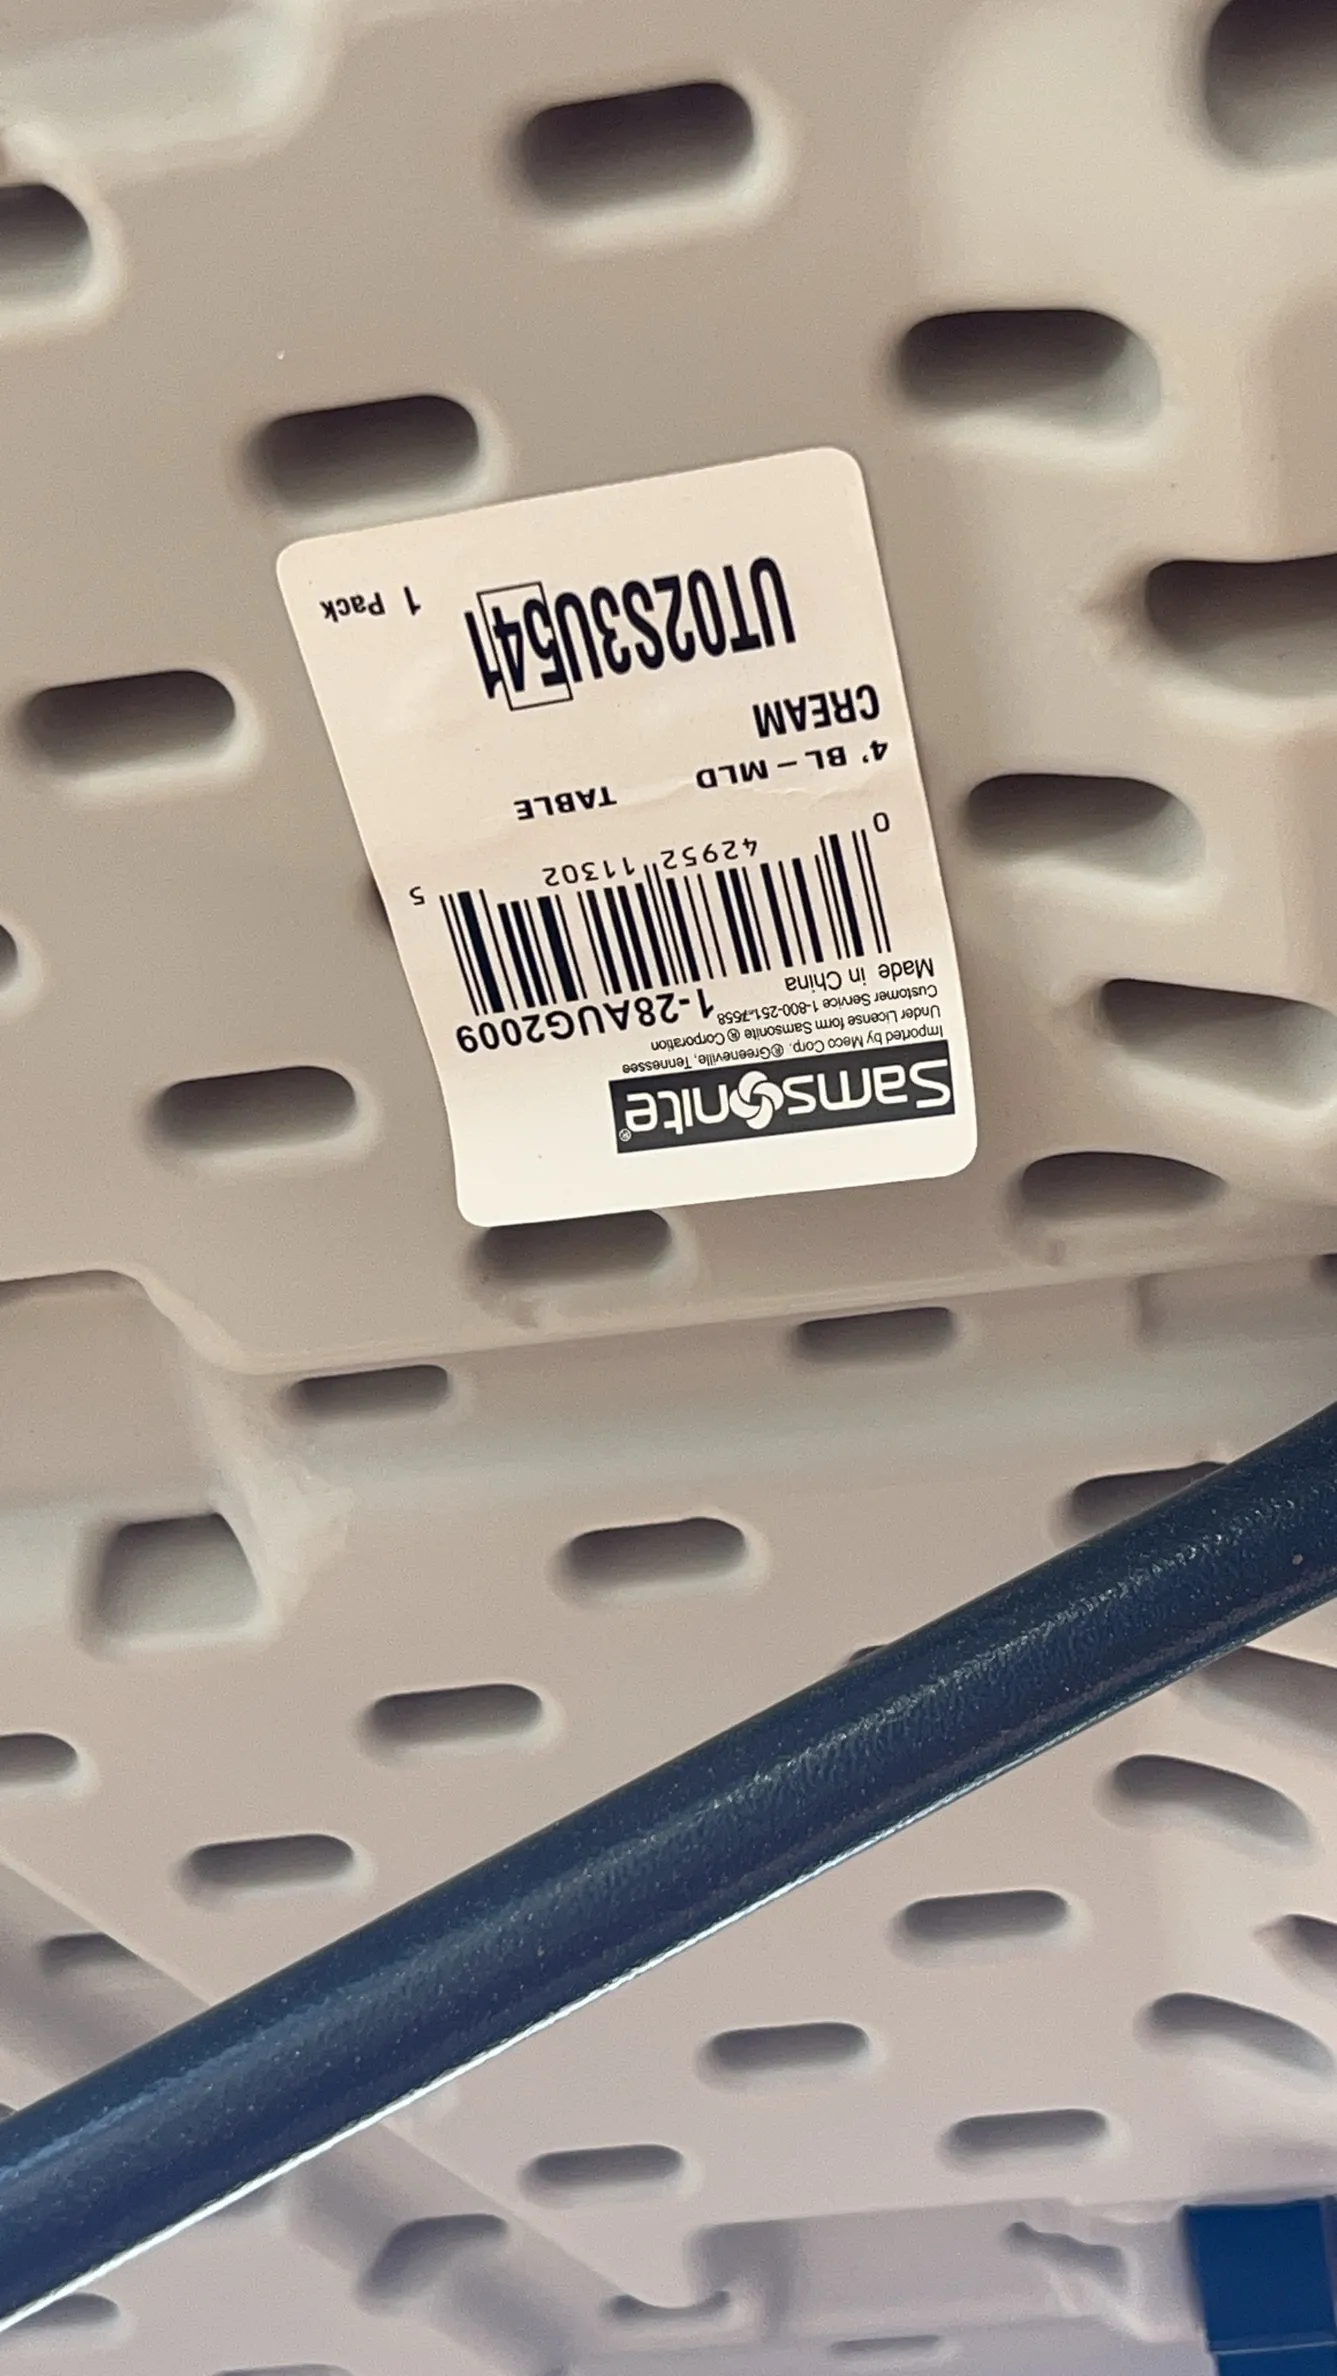 Samsonite®
Imported by Meco Corp. ®Greeneville, Tennessee
Under License form Samsonite ® Corporation
Customer Service 1-800-251-7558
Made in China
1-28AUG2009
0 42952 11302 5
4' BL – MLD TABLE
CREAM
UT02S3U541
1 Pack